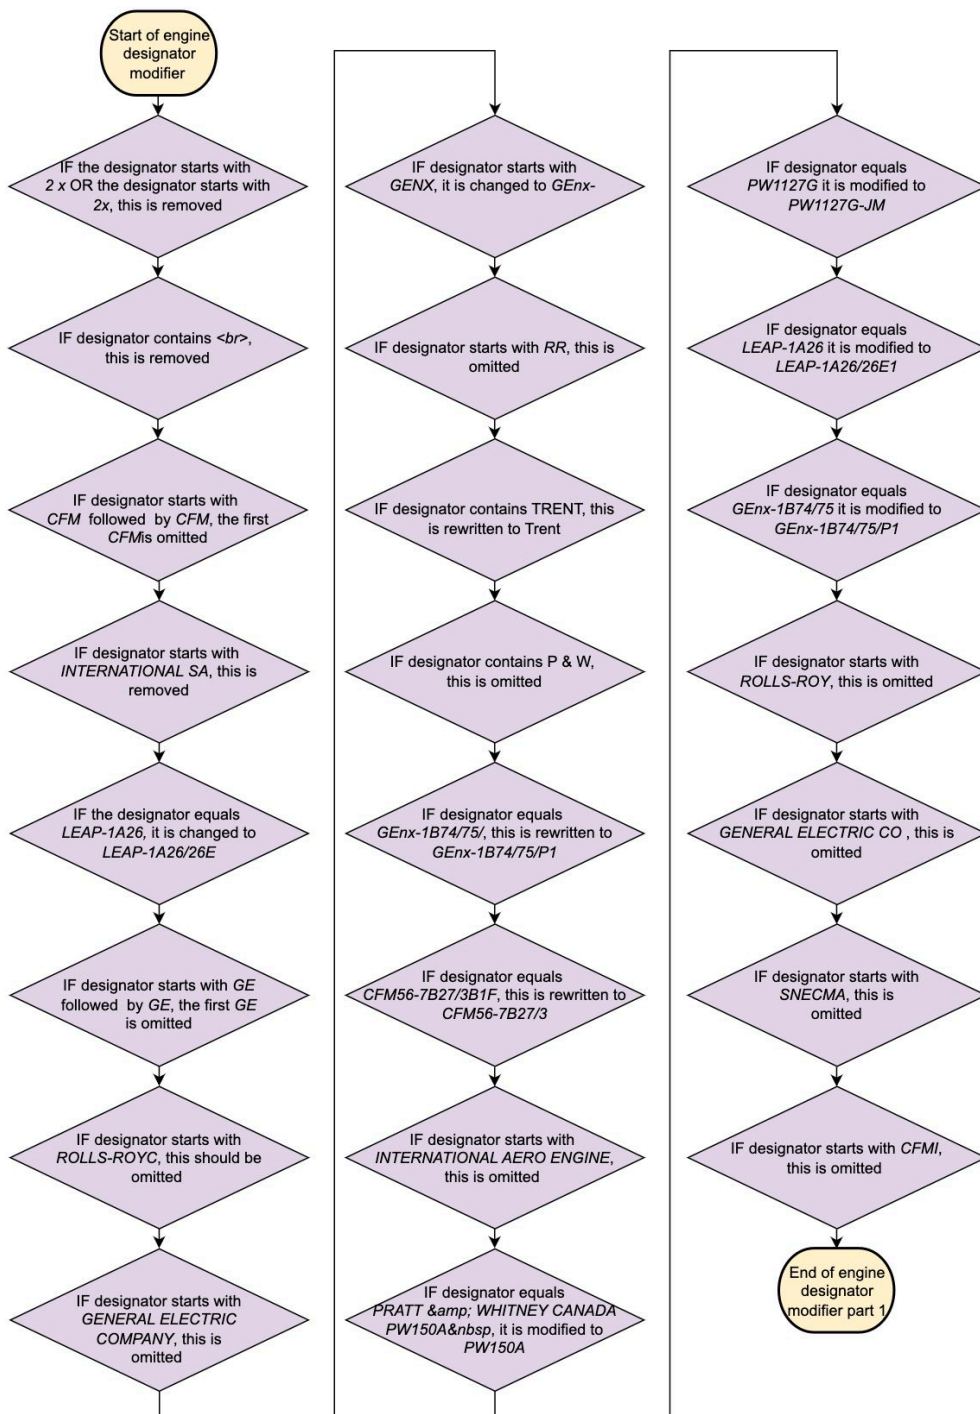 Start of engine
designator
modifier
IF the designator starts with
2 x OR the designator starts with
2x, this is removed
IF designator contains <br>,
this is removed
IF designator starts with
CFM followed by CFM, the first
CFMis omitted
IF designator starts with
INTERNATIONAL SA, this is
removed
IF the designator equals
LEAP-1A26, it is changed to
LEAP-1A26/26E
IF designator starts with GE
followed by GE, the first GE
is omitted
IF designator starts with
ROLLS-ROYC, this should be
omitted
IF designator starts with
GENERAL ELECTRIC
COMPANY, this is
omitted
IF designator starts with
GENX, it is changed to GEnx-
IF designator starts with RR, this is
omitted
IF designator contains TRENT, this
is rewritten to Trent
IF designator contains P & W,
this is omitted
IF designator equals
GEnx-1B74/75/, this is rewritten to
GEnx-1B74/75/P1
IF designator equals
CFM56-7B27/3B1F, this is rewritten to
CFM56-7B27/3
IF designator starts with
INTERNATIONAL AERO ENGINE,
this is omitted
IF designator equals
PRATT &amp; WHITNEY CANADA
PW150A&nbsp, it is modified to
PW150A
IF designator equals
PW1127G it is modified to
PW1127G-JM
IF designator equals
LEAP-1A26 it is modified to
LEAP-1A26/26E1
IF designator equals
GEnx-1B74/75 it is modified to
GEnx-1B74/75/P1
IF designator starts with
ROLLS-ROY, this is omitted
IF designator starts with
GENERAL ELECTRIC CO , this is
omitted
IF designator starts with
SNECMA, this is
omitted
IF designator starts with CFMI,
this is omitted
End of engine
designator
modifier part 1